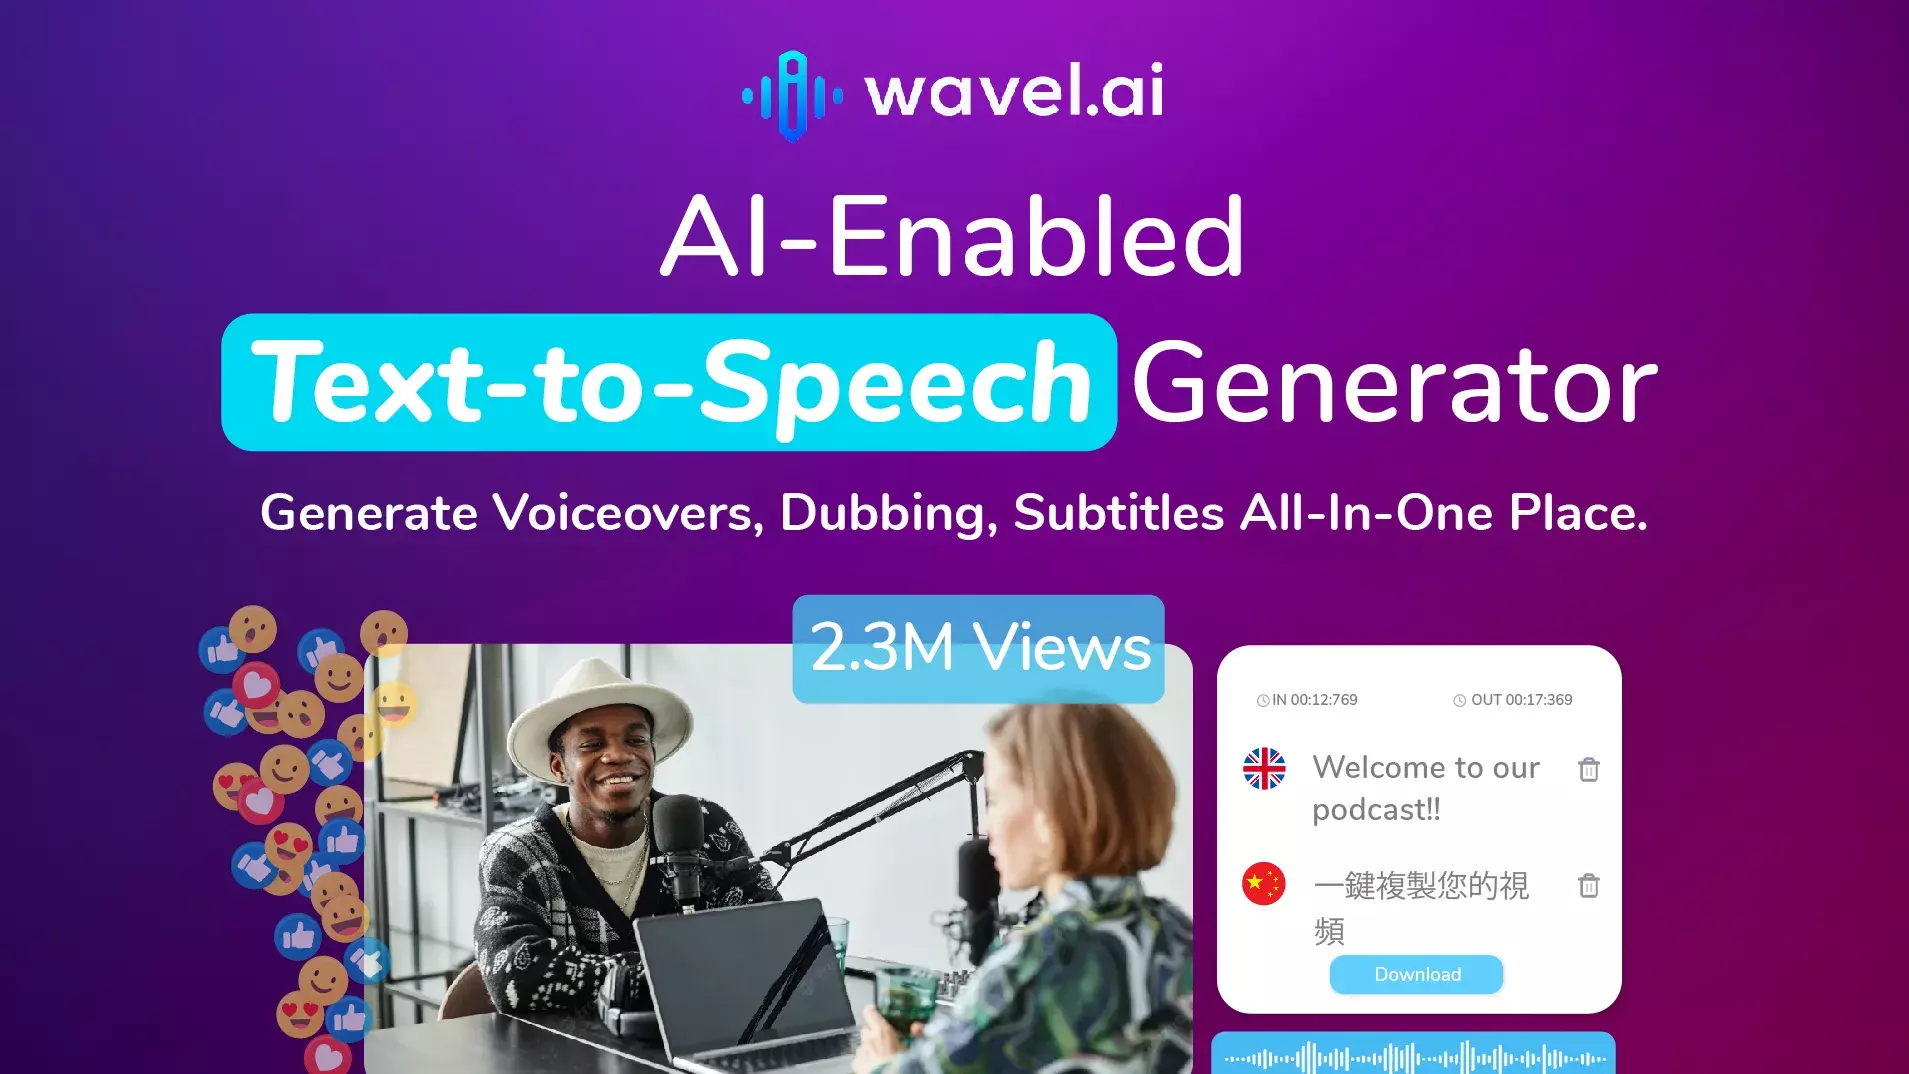 wavel.ai
AI-Enabled
Text-to-Speech Generator
Generate Voiceovers, Dubbing, Subtitles All-In-One Place.
2.3M Views
IN 00:12:769
OUT 00:17:369
Welcome to our
podcast!!
一鍵複製您的視
頻
Download